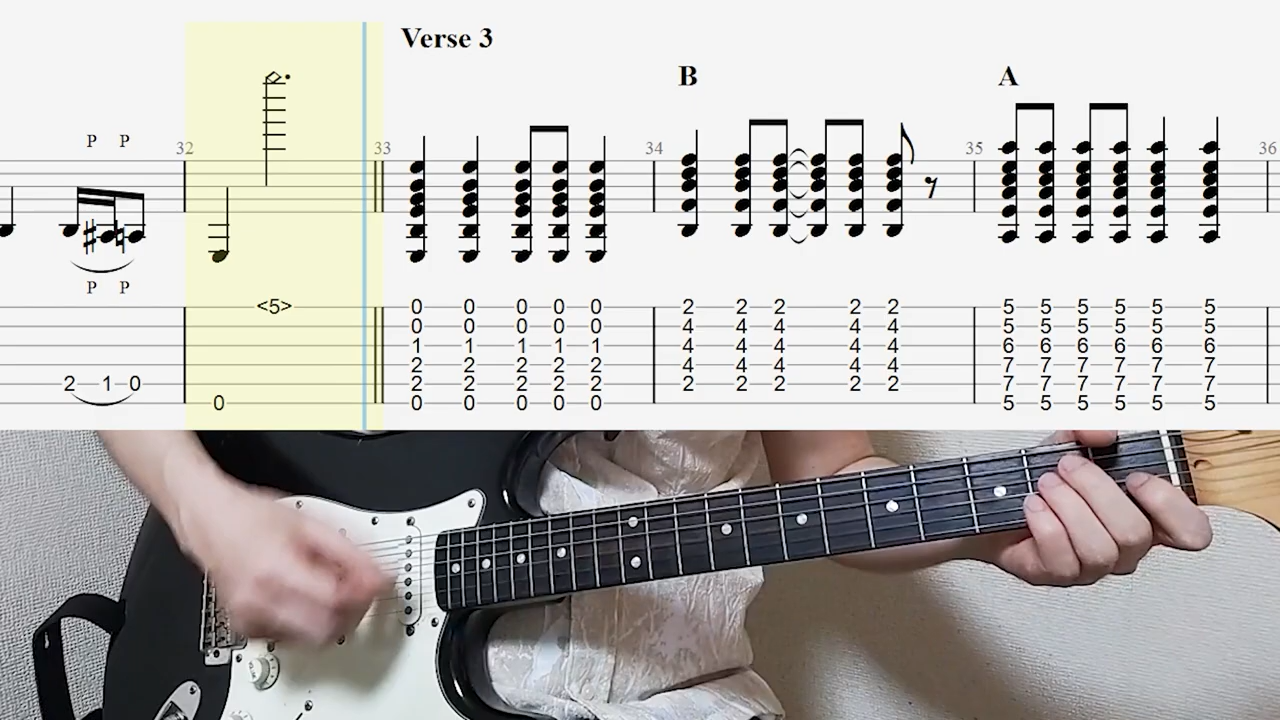 Verse 3
B A
P P
32 33 34 35 36
P P
<5> 0 0 0 0 0 2 2 2 2 2 5 5 5 5 5 5
0 0 0 0 0 4 4 4 4 4 5 5 5 5 5 5
1 1 1 1 1 4 4 4 4 4 6 6 6 6 6 6
2 2 2 2 2 4 4 4 4 4 7 7 7 7 7 7
2 1 0 2 2 2 2 2 2 2 2 2 2 7 7 7 7 7 7
0 0 0 0 0 0 5 5 5 5 5 5